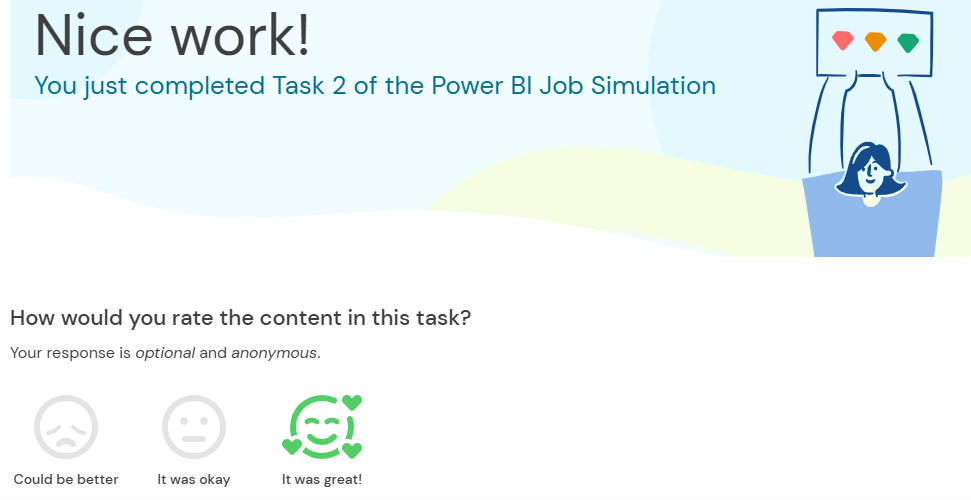 Nice work!
You just completed Task 2 of the Power BI Job Simulation
How would you rate the content in this task?
Your response is optional and anonymous.
Could be better
It was okay
It was great!